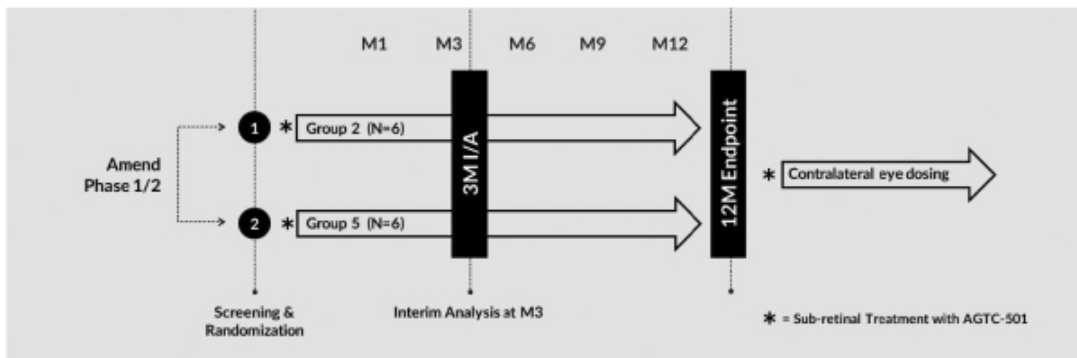 M1 M3 M6 M9 M12
1
* Group 2 (N=6)
3M I/A
12M Endpoint
Amend
Phase 1/2
* Contralateral eye dosing
2
* Group 5 (N=6)
Screening &
Randomization
Interim Analysis at M3
* = Sub-retinal Treatment with AGTC-501